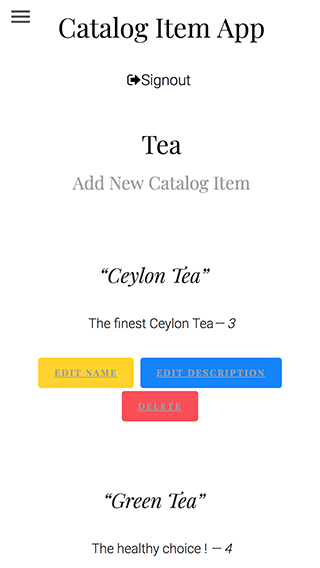 Catalog Item App
Signout
Tea
Add New Catalog Item
“Ceylon Tea”
The finest Ceylon Tea — 3
EDIT NAME EDIT DESCRIPTION
DELETE
“Green Tea”
The healthy choice ! — 4